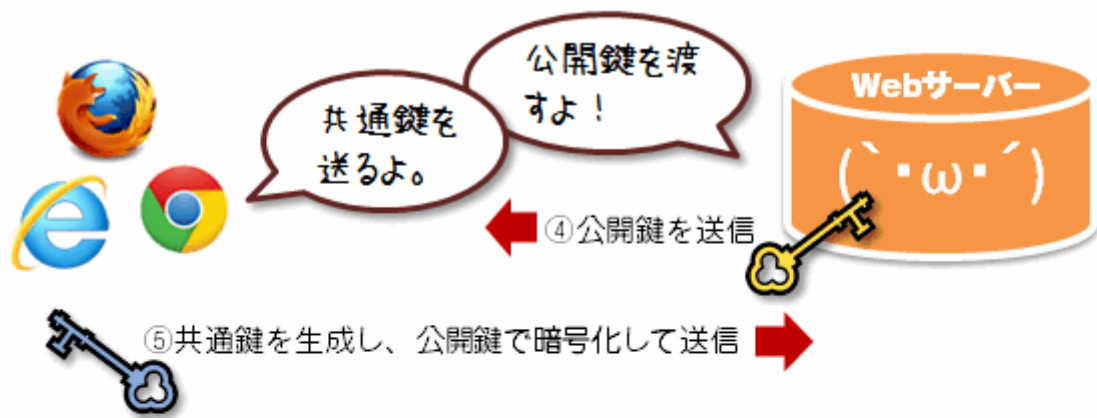 公開鍵を渡
すよ！
Webサーバー
共通鍵を
送るよ。
(｀・ω・´)
④公開鍵を送信
⑤共通鍵を生成し、公開鍵で暗号化して送信